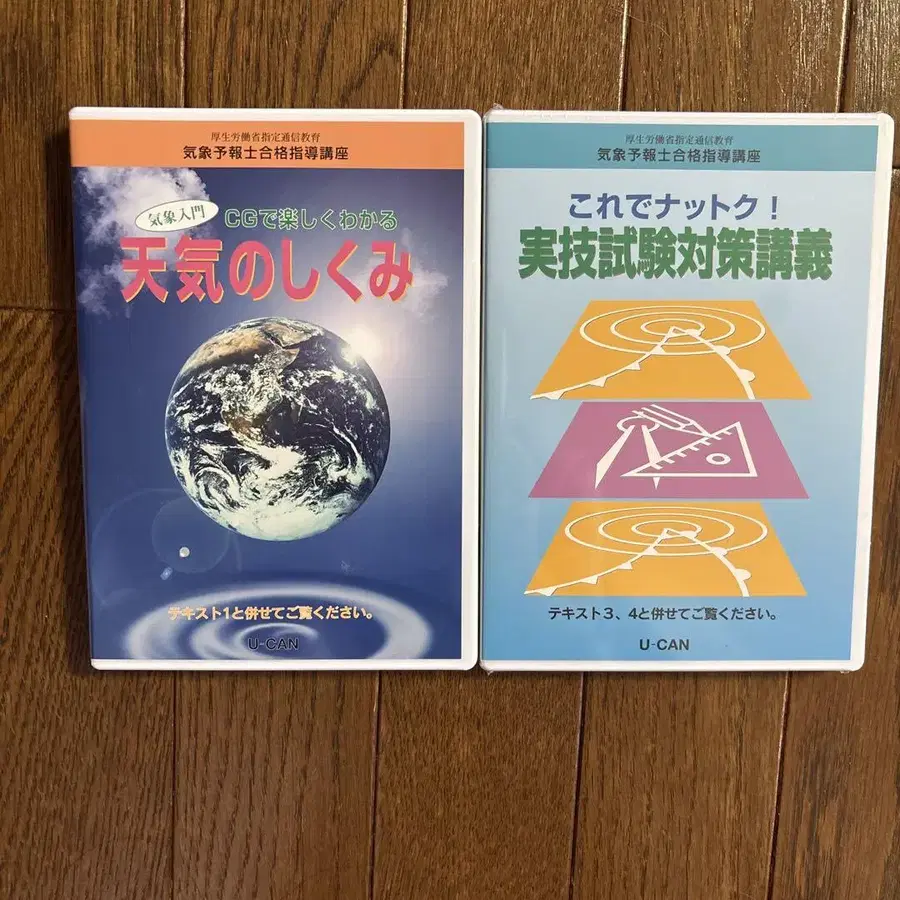 厚生労働省指定通信教育
気象予報士合格指導講座
気象入門
CGで楽しくわかる
天気のしくみ
テキスト1と併せてご覧ください。
U-CAN
厚生労働省指定通信教育
気象予報士合格指導講座
これでナットク!
実技試験対策講義
テキスト3、4と併せてご覧ください。
U-CAN